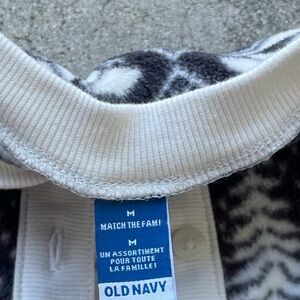 M
MATCH THE FAM!
M
UN ASSORTIMENT
POUR TOUTE
LA FAMILLE!
OLD NAVY